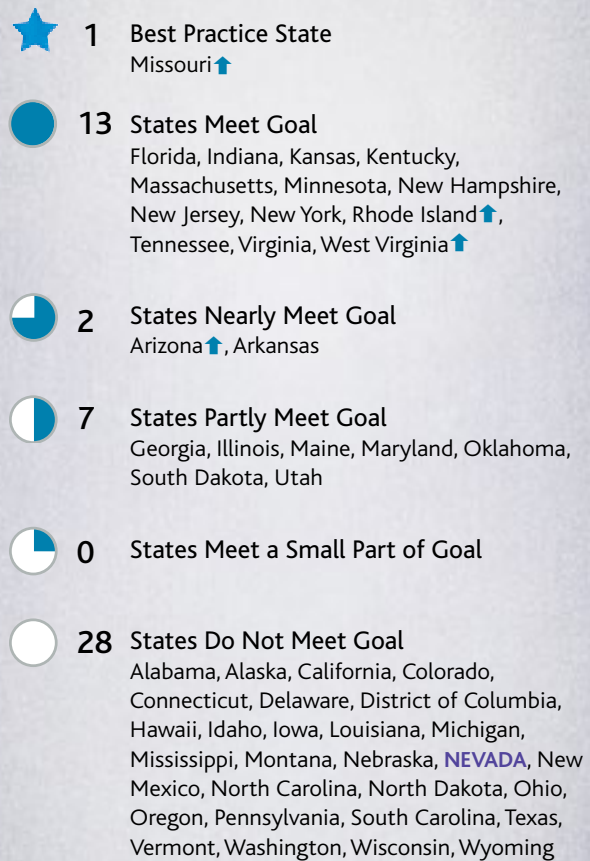 1 Best Practice State
Missouri⬆
13 States Meet Goal
Florida, Indiana, Kansas, Kentucky,
Massachusetts, Minnesota, New Hampshire,
New Jersey, New York, Rhode Island⬆,
Tennessee, Virginia, West Virginia⬆
2 States Nearly Meet Goal
Arizona⬆, Arkansas
7 States Partly Meet Goal
Georgia, Illinois, Maine, Maryland, Oklahoma,
South Dakota, Utah
0 States Meet a Small Part of Goal
28 States Do Not Meet Goal
Alabama, Alaska, California, Colorado,
Connecticut, Delaware, District of Columbia,
Hawaii, Idaho, Iowa, Louisiana, Michigan,
Mississippi, Montana, Nebraska, NEVADA, New
Mexico, North Carolina, North Dakota, Ohio,
Oregon, Pennsylvania, South Carolina, Texas,
Vermont, Washington, Wisconsin, Wyoming